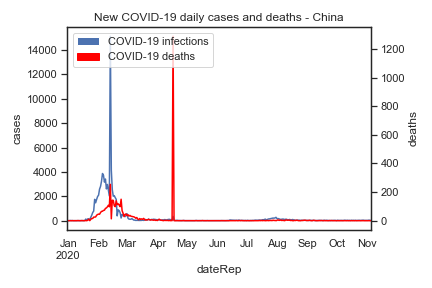 New COVID-19 daily cases and deaths - China
COVID-19 infections
COVID-19 deaths
14000
12000
10000
8000
6000
4000
2000
0
cases
1200
1000
800
600
400
200
0
deaths
Jan Feb Mar Apr May Jun Jul Aug Sep Oct Nov
2020
dateRep